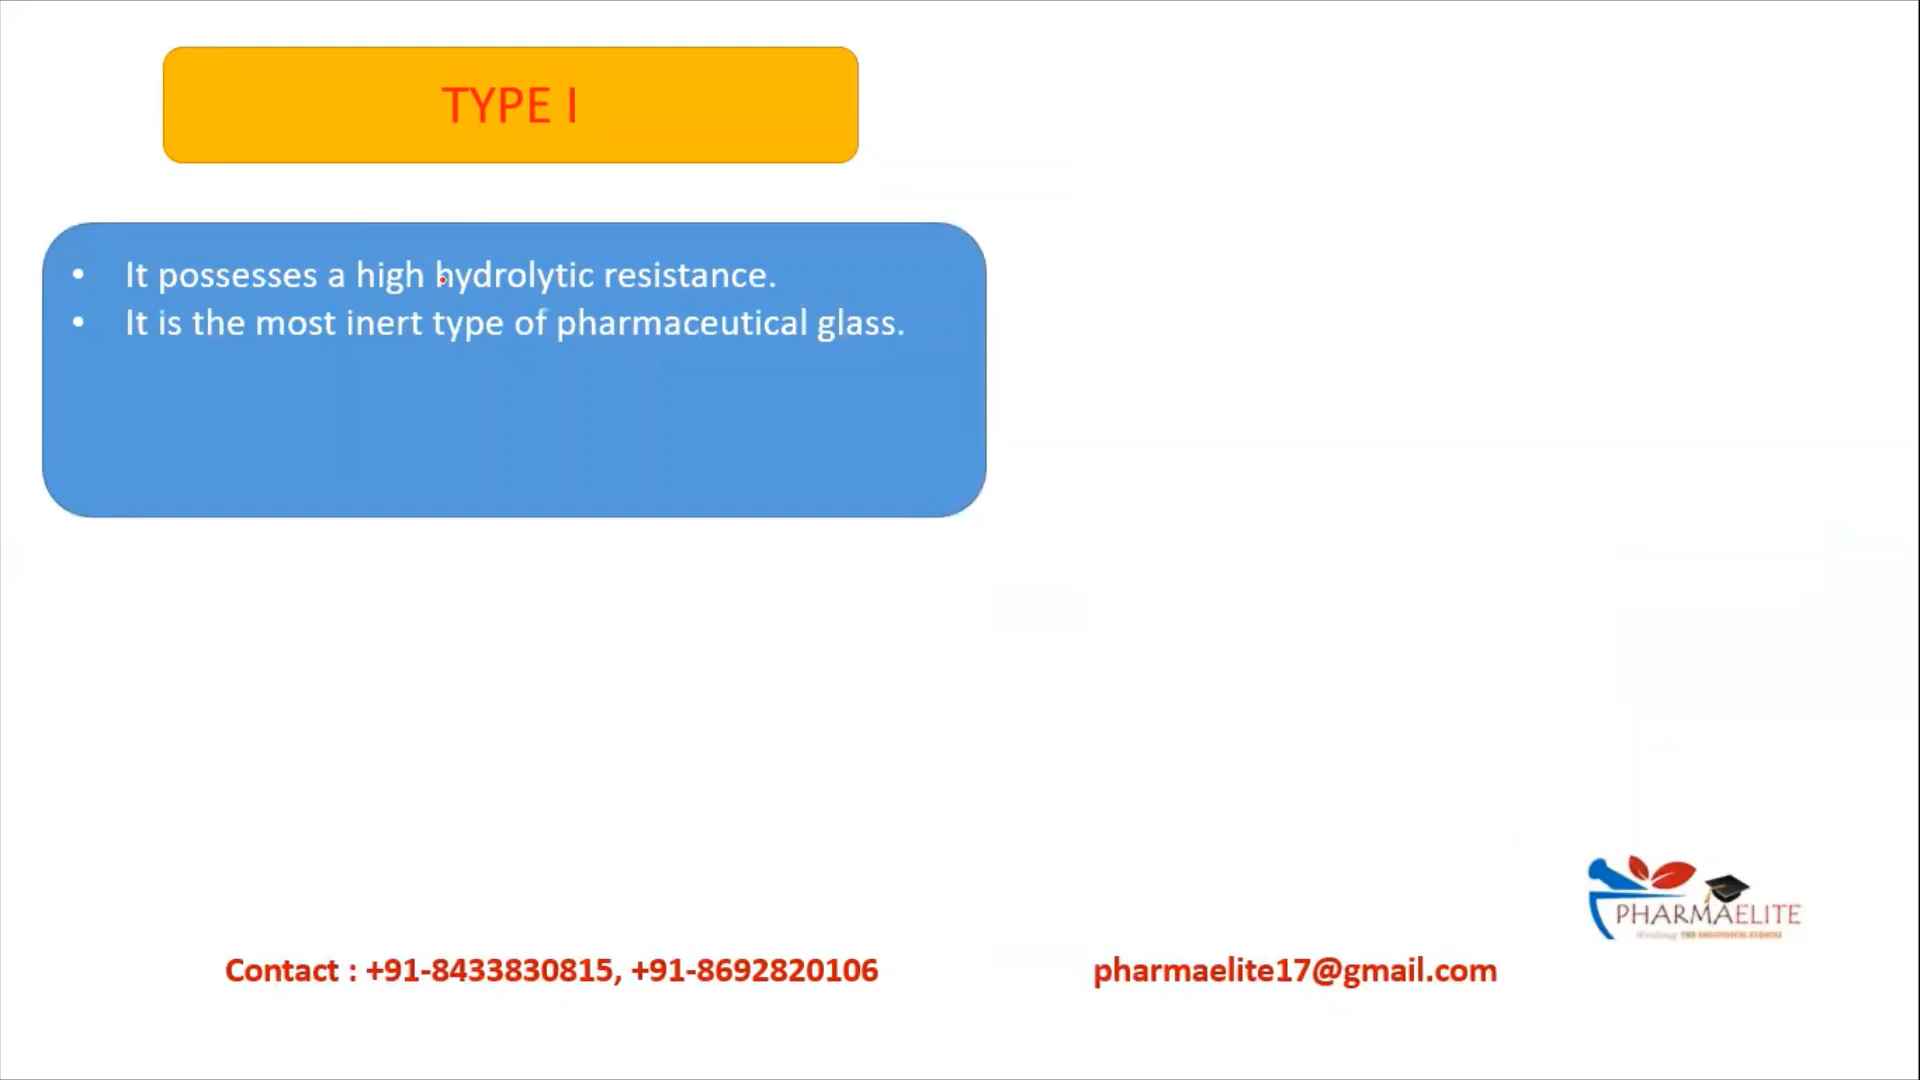 TYPE I
• It possesses a high hydrolytic resistance.
• It is the most inert type of pharmaceutical glass.
PHARMAELITE
Contact : +91-8433830815, +91-8692820106
pharmaelite17@gmail.com